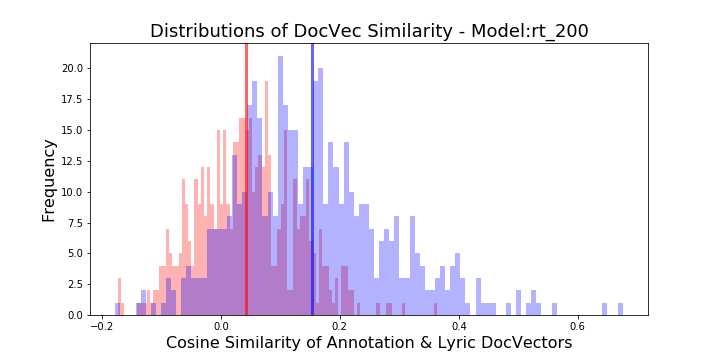 Distributions of DocVec Similarity - Model:rt_200
Frequency
20.0
17.5
15.0
12.5
10.0
7.5
5.0
2.5
0.0
−0.2 0.0 0.2 0.4 0.6
Cosine Similarity of Annotation & Lyric DocVectors